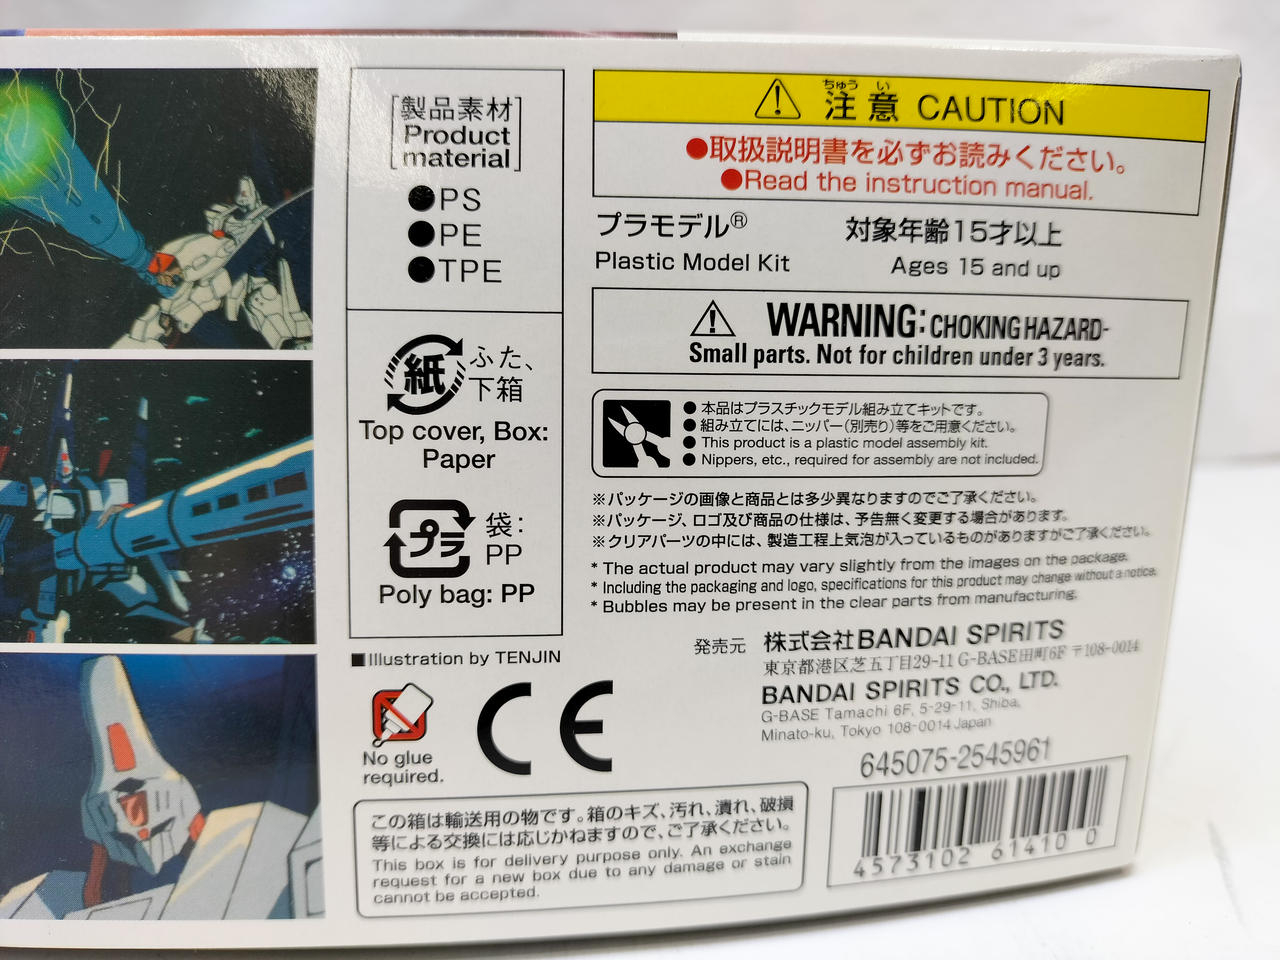 [製品素材
Product
material]
●PS
●PE
●TPE
紙
ふた、
下箱
Top cover, Box:
Paper
プラ
袋:
PP
Poly bag: PP
■Illustration by TENJIN
No glue
required.
CE
この箱は輸送用の物です。箱のキズ、汚れ、潰れ、破損
等による交換には応じかねますので、ご了承ください。
This box is for delivery purpose only. An exchange
request for a new box due to any damage or stain
cannot be accepted.
ちゅう い
注意 CAUTION
●取扱説明書を必ずお読みください。
●Read the instruction manual.
プラモデル®
Plastic Model Kit
対象年齢15才以上
Ages 15 and up
WARNING: CHOKING HAZARD-
Small parts. Not for children under 3 years.
●本品はプラスチックモデル組み立てキットです。
●組み立てには、ニッパー(別売り)等をご用意ください。
●This product is a plastic model assembly kit.
●Nippers, etc., required for assembly are not included.
※パッケージの画像と商品とは多少異なりますのでご了承ください。
※パッケージ、ロゴ及び商品の仕様は、予告無く変更する場合があります。
※クリアパーツの中には、製造工程上気泡が入っているものがありますがご了承ください。
* The actual product may vary slightly from the images on the package.
* Including the packaging and logo, specifications for this product may change without a notice.
* Bubbles may be present in the clear parts from manufacturing.
発売元 株式会社BANDAI SPIRITS
東京都港区芝五丁目29-11 G-BASE田町6F 〒108-0014
BANDAI SPIRITS CO., LTD.
G-BASE Tamachi 6F, 5-29-11, Shiba,
Minato-ku, Tokyo 108-0014 Japan
645075-2545961
4573102 61410 0